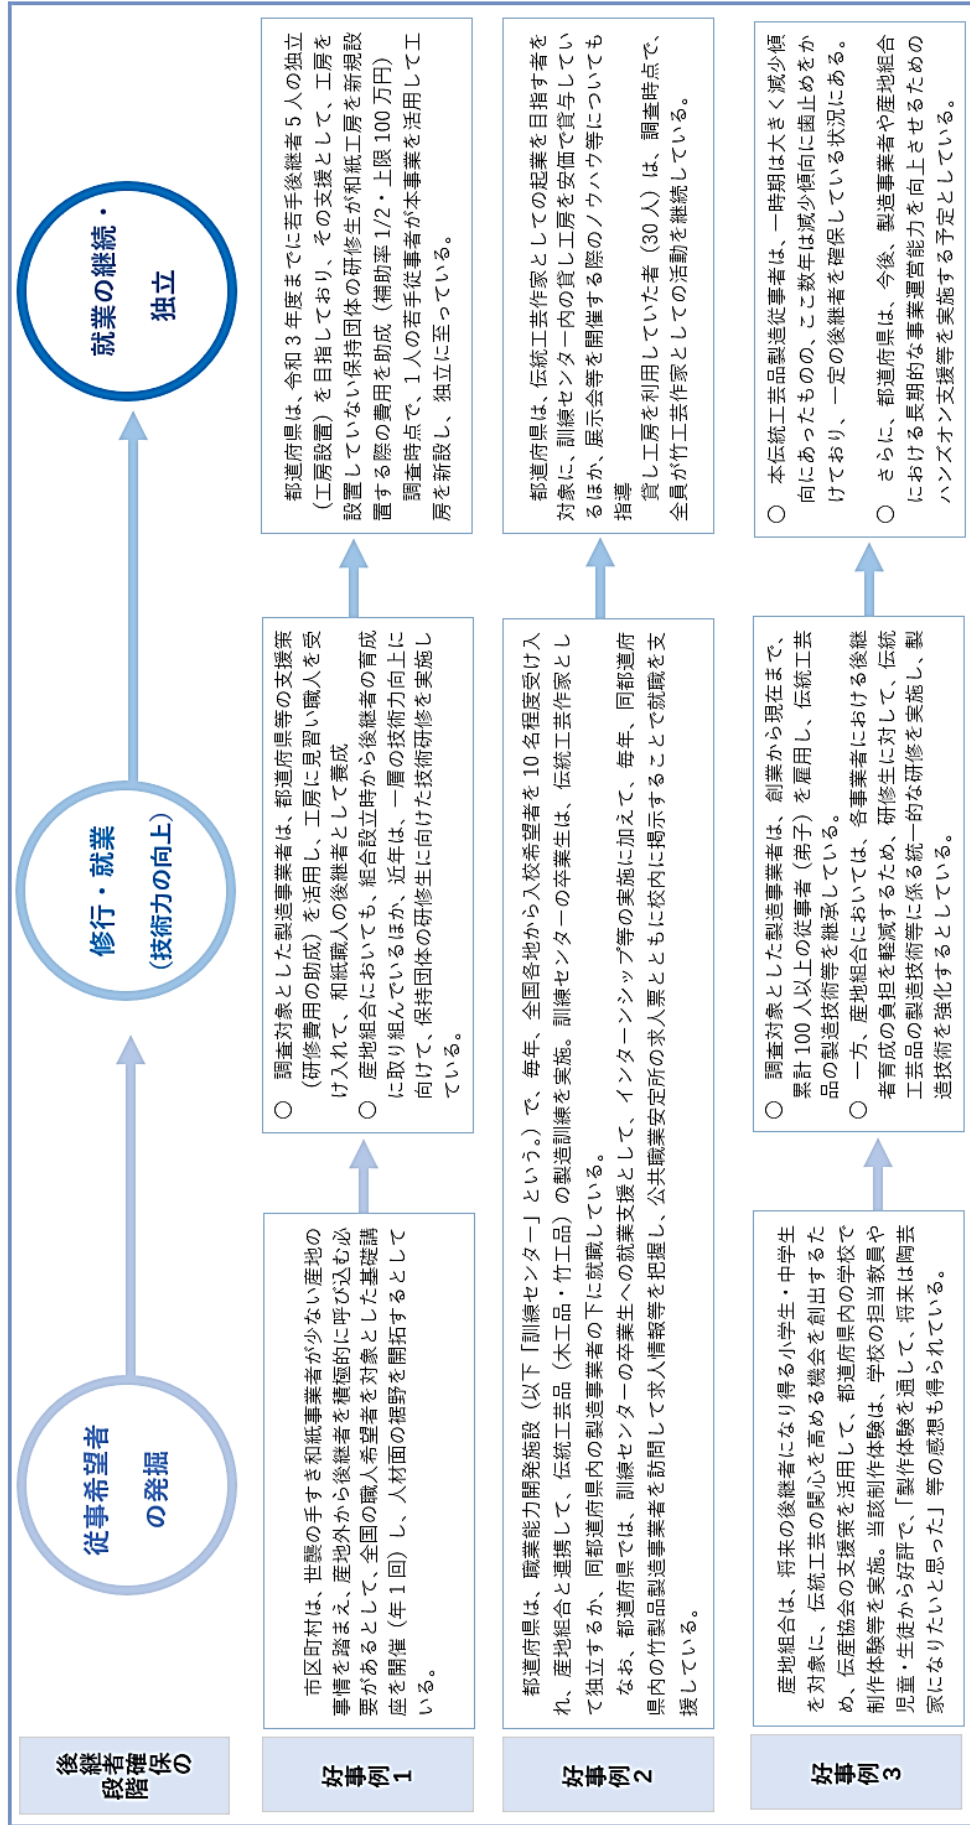 後継者確保の
段階
従事希望者
の発掘
修行・就業
(技術力の向上)
就業の継続・
独立
好事例1
市区町村は、世襲の手すき和紙事業者が少ない産地の
事情を踏まえ、産地外から後継者を積極的に呼び込む必
要があるとして、全国の職人希望者を対象とした基礎講
座を開催（年1回）し、人材面の裾野を開拓するとして
いる。
○ 調査対象とした製造事業者は、都道府県等の支援策
（研修費用の助成）を活用し、工房に見習い職人を受
け入れて、和紙職人の後継者として養成
○ 産地組合においても、組合設立時から後継者の育成
に取り組んでいるほか、近年は、一層の技術力向上に
向けて、保持団体の研修生に向けた技術研修を実施し
ている。
都道府県は、令和3年度までに若手後継者5人の独立
（工房設置）を目指しており、その支援として、工房を
設置していない保持団体の研修生が和紙工房を新規設
置する際の費用を助成（補助率1/2・上限100万円）
調査時点で、1人の若手従事者が本事業を活用して工
房を新設し、独立に至っている。
好事例2
都道府県は、職業能力開発施設（以下「訓練センター」という。）で、毎年、全国各地から入校希望者を10名程度受け入
れ、産地組合と連携して、伝統工芸品（木工品・竹工品）の製造訓練を実施。訓練センターの卒業生は、伝統工芸作家とし
て独立するか、同都道府県内の製造事業者の下に就職している。
なお、都道府県では、訓練センターの卒業生への就業支援として、インターンシップ等の実施に加えて、毎年、同都道府
県内の竹製品製造事業者を訪問して求人情報等を把握し、公共職業安定所の求人票とともに校内に掲示することで就職を支
援している。
都道府県は、伝統工芸作家としての起業を目指す者を
対象に、訓練センター内の貸し工房を安価で貸与してい
るほか、展示会等を開催する際のノウハウ等についても
指導
貸し工房を利用していた者（30人）は、調査時点で、
全員が竹工芸作家としての活動を継続している。
好事例3
産地組合は、将来の後継者になり得る小学生・中学生
を対象に、伝統工芸の関心を高める機会を創出するた
め、伝産協会の支援策を活用して、都道府県内の学校で
制作体験等を実施。当該制作体験は、学校の担当教員や
児童・生徒から好評で、「製作体験を通して、将来は陶芸
家になりたいと思った」等の感想も得られている。
○ 調査対象とした製造事業者は、創業から現在まで、
累計100人以上の従事者（弟子）を雇用し、伝統工芸
品の製造技術等を継承している。
○ 一方、産地組合においては、各事業者における後継
者育成の負担を軽減するため、研修生に対して、伝統
工芸品の製造技術等に係る統一的な研修を実施し、製
造技術を強化するとしている。
○ 本伝統工芸品製造従事者は、一時期は大きく減少傾
向にあったものの、ここ数年は減少傾向に歯止めをか
けており、一定の後継者を確保している状況にある。
○ さらに、都道府県は、今後、製造事業者や産地組合
における長期的な事業運営能力を向上させるための
ハンズオン支援等を実施する予定としている。